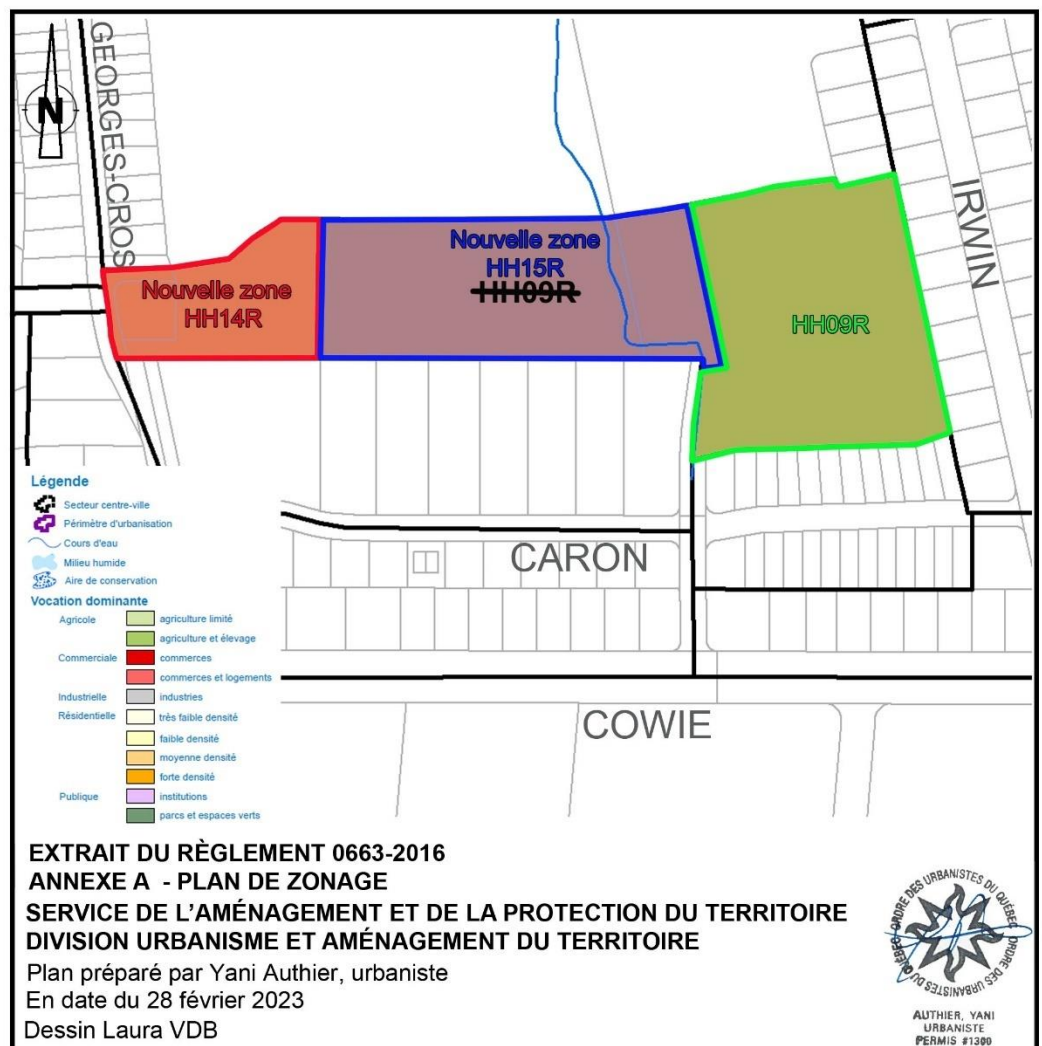 GEORGES-CROS
N
IRWIN
Nouvelle zone
HH14R
Nouvelle zone
HH15R
HH09R
HH09R
CARON
COWIE
Légende
Secteur centre-ville
Périmètre d'urbanisation
Cours d'eau
Milieu humide
Aire de conservation
Vocation dominante
Agricole agriculture limité
agriculture et élevage
Commerciale commerces
commerces et logements
Industrielle industries
Résidentielle très faible densité
faible densité
moyenne densité
forte densité
Publique institutions
parcs et espaces verts
EXTRAIT DU RÈGLEMENT 0663-2016
ANNEXE A - PLAN DE ZONAGE
SERVICE DE L'AMÉNAGEMENT ET DE LA PROTECTION DU TERRITOIRE
DIVISION URBANISME ET AMÉNAGEMENT DU TERRITOIRE
Plan préparé par Yani Authier, urbaniste
En date du 28 février 2023
Dessin Laura VDB
ORDRE DES URBANISTES DU QUÉBEC
ORDRE DES URBANISTES DU QUÉBEC
AUTHIER, YANI
URBANISTE
PERMIS #1300